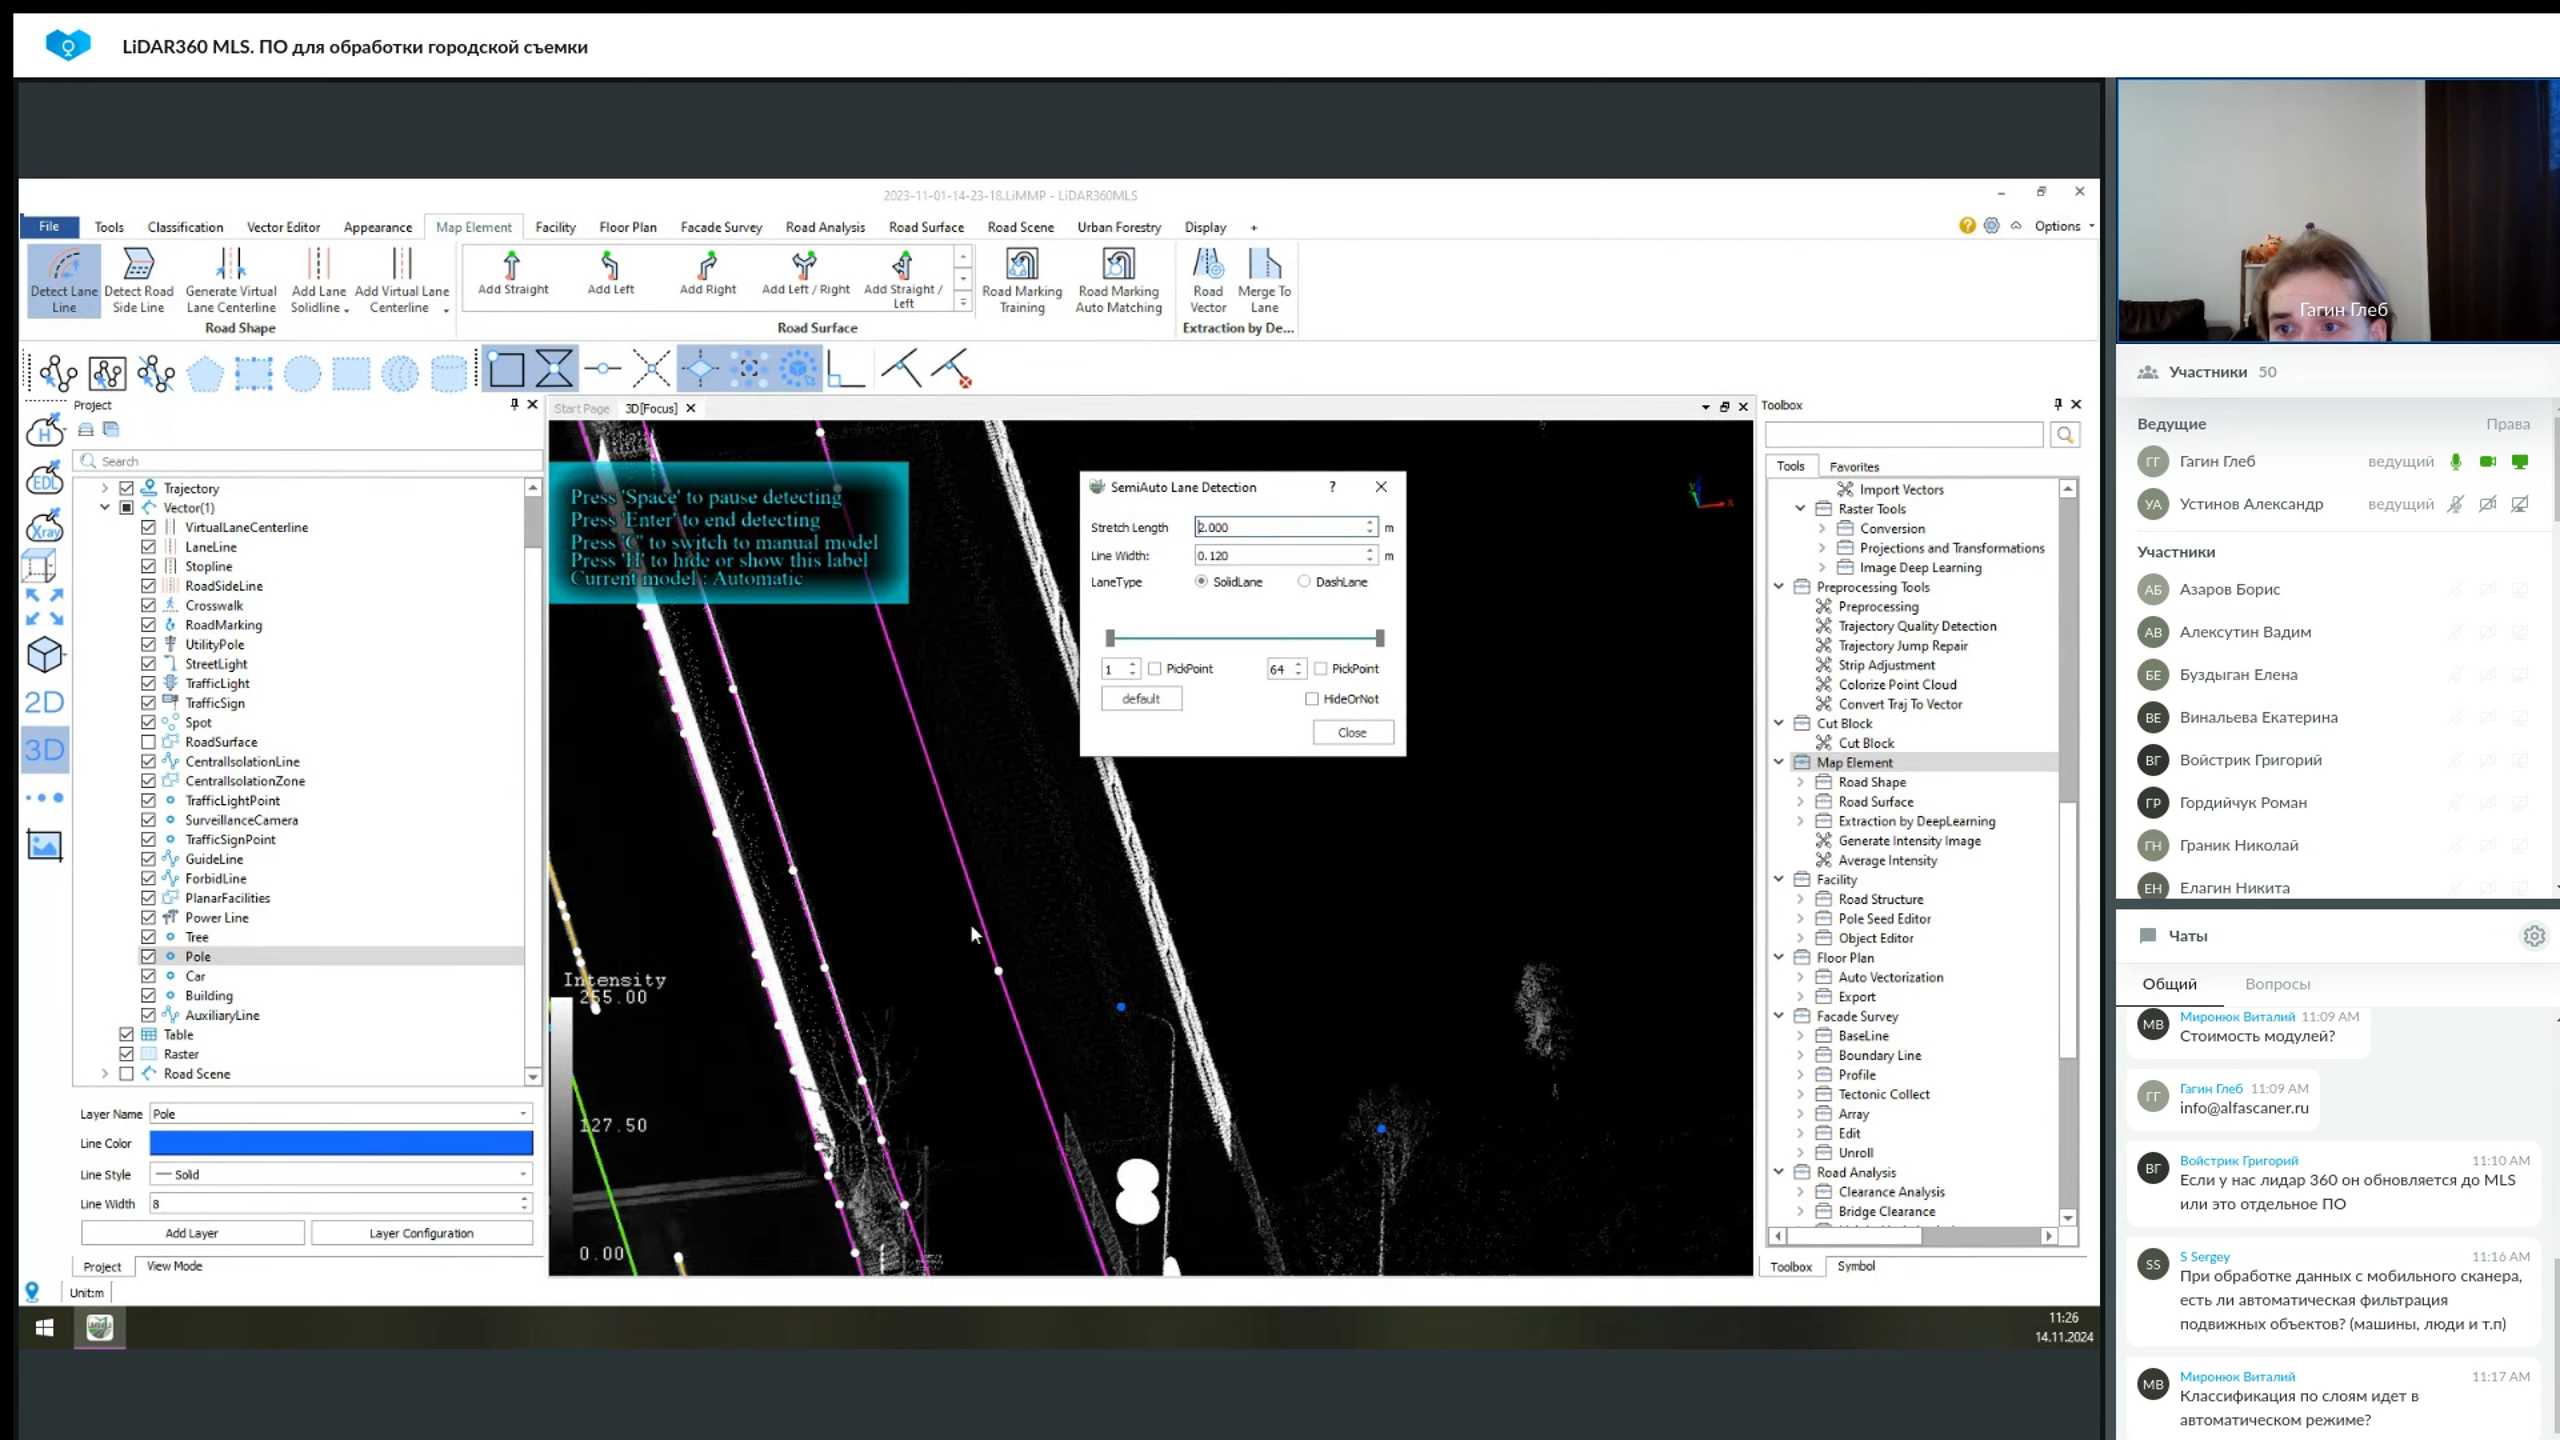 LiDAR360 MLS. ПО для обработки городской съемки
2023-11-01-14-23-18.LiMMP - LiDAR360MLS
File Tools Classification Vector Editor Appearance Map Element Facility Floor Plan Facade Survey Road Analysis Road Surface Road Scene Urban Forestry Display + Options
Detect Lane Line
Detect Road Side Line
Generate Virtual Lane Centerline
Add Lane Solidline
Add Virtual Lane Centerline
Road Shape
Add Straight
Add Left
Add Right
Add Left / Right
Add Straight / Left
Road Surface
Road Marking Training
Road Marking Auto Matching
Road Vector
Merge To Lane
Extraction by De...
H
EDL
Xray
2D
3D
Project
Search
Trajectory
Vector(1)
VirtualLaneCenterline
LaneLine
Stopline
RoadSideLine
Crosswalk
RoadMarking
UtilityPole
StreetLight
TrafficLight
TrafficSign
Spot
RoadSurface
CentralIsolationLine
CentralIsolationZone
TrafficLightPoint
SurveillanceCamera
TrafficSignPoint
GuideLine
ForbidLine
PlanarFacilities
Power Line
Tree
Pole
Car
Building
AuxiliaryLine
Table
Raster
Road Scene
Layer Name Pole
Line Color
Line Style Solid
Line Width 8
Add Layer Layer Configuration
Project View Mode
Unit:m
Start Page 3D[Focus]
Press 'Space' to pause detecting
Press 'Enter' to end detecting
Press 'C' to switch to manual model
Press 'H' to hide or show this label
Current model : Automatic
SemiAuto Lane Detection ?
Stretch Length 2.000 m
Line Width: 0.120 m
LaneType SolidLane DashLane
1 PickPoint 64 PickPoint
default HideOrNot
Close
Intensity
255.00
127.50
0.00
Toolbox
Tools Favorites
Import Vectors
Raster Tools
Conversion
Projections and Transformations
Image Deep Learning
Preprocessing Tools
Preprocessing
Trajectory Quality Detection
Trajectory Jump Repair
Strip Adjustment
Colorize Point Cloud
Convert Traj To Vector
Cut Block
Cut Block
Map Element
Road Shape
Road Surface
Extraction by DeepLearning
Generate Intensity Image
Average Intensity
Facility
Road Structure
Pole Seed Editor
Object Editor
Floor Plan
Auto Vectorization
Export
Facade Survey
BaseLine
Boundary Line
Profile
Tectonic Collect
Array
Edit
Unroll
Road Analysis
Clearance Analysis
Bridge Clearance
Toolbox Symbol
11:26
14.11.2024
Гагин Глеб
Участники 50
Ведущие Права
ГГ Гагин Глеб ведущий
УА Устинов Александр ведущий
Участники
АБ Азаров Борис
АВ Алексутин Вадим
БЕ Буздыган Елена
ВЕ Винальева Екатерина
ВГ Войстрик Григорий
ГР Гордийчук Роман
ГН Граник Николай
ЕН Елагин Никита
Чаты
Общий Вопросы
МВ Миронюк Виталий 11:09 AM
Стоимость модулей?
ГГ Гагин Глеб 11:09 AM
info@alfascaner.ru
ВГ Войстрик Григорий 11:10 AM
Если у нас лидар 360 он обновляется до MLS
или это отдельное ПО
SS S Sergey 11:16 AM
При обработке данных с мобильного сканера,
есть ли автоматическая фильтрация
подвижных объектов? (машины, люди и т.п)
МВ Миронюк Виталий 11:17 AM
Классификация по слоям идет в
автоматическом режиме?